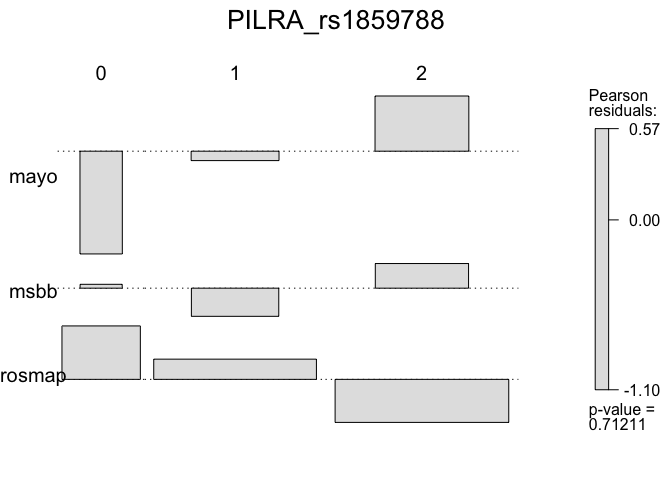 PILRA_rs1859788
0 1 2
Pearson
residuals:
0.57
mayo
0.00
msbb
rosmap
-1.10
p-value =
0.71211